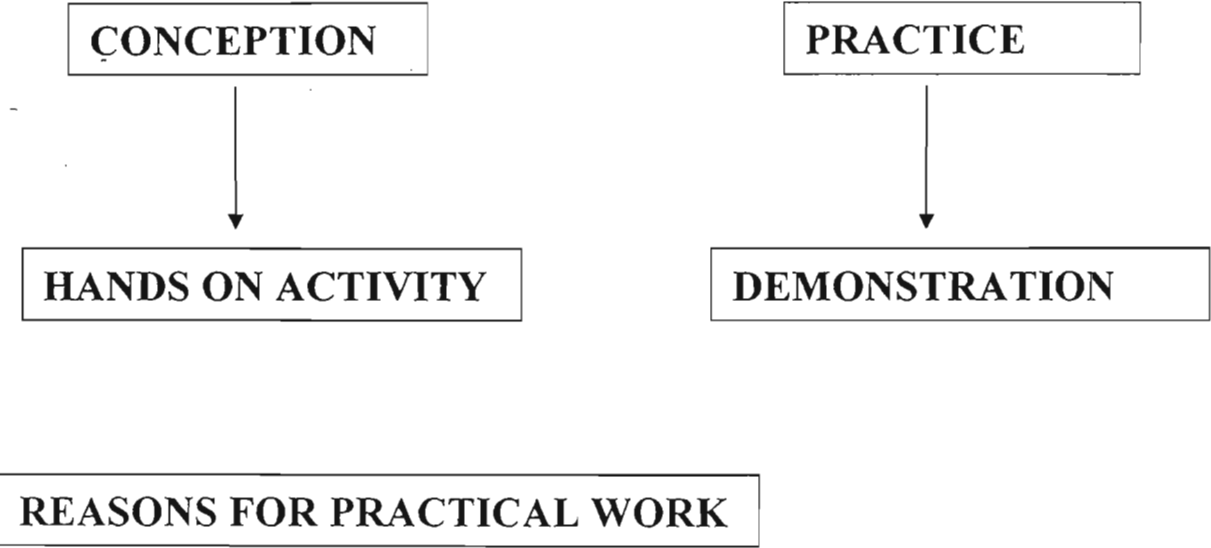 CONCEPTION
PRACTICE
HANDS ON ACTIVITY
DEMONSTRATION
REASONS FOR PRACTICAL WORK